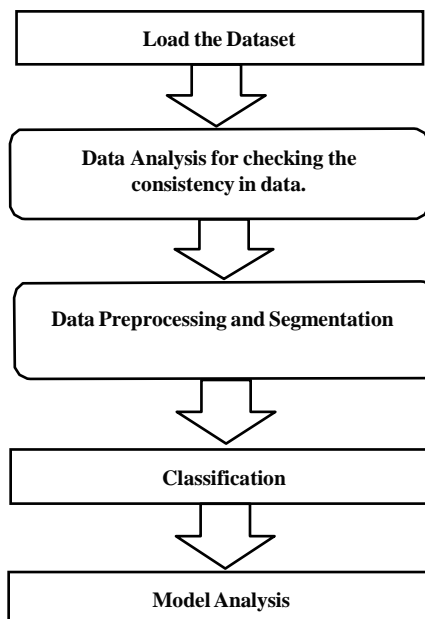 Load the Dataset
Data Analysis for checking the
consistency in data.
Data Preprocessing and Segmentation
Classification
Model Analysis